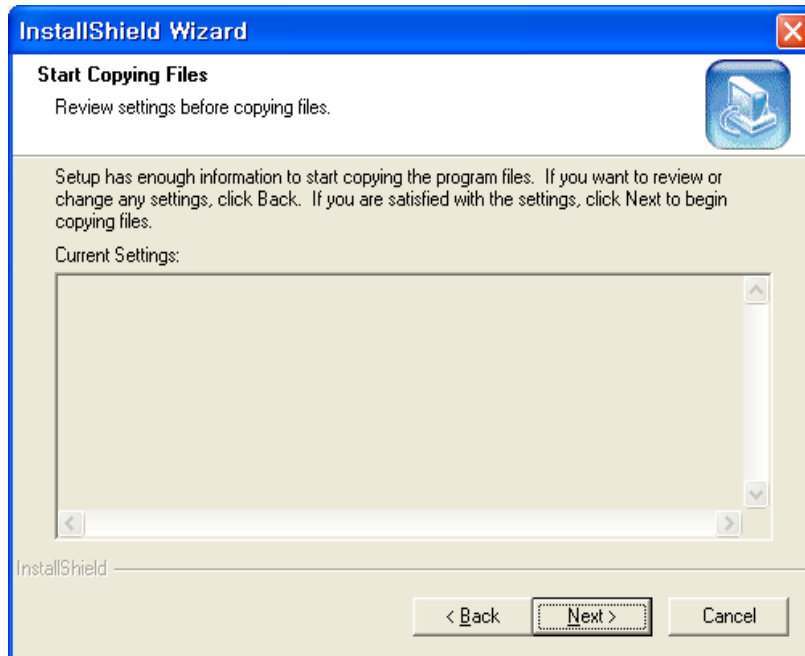 InstallShield Wizard
Start Copying Files
Review settings before copying files.
Setup has enough information to start copying the program files. If you want to review or
change any settings, click Back. If you are satisfied with the settings, click Next to begin
copying files.
Current Settings:
InstallShield
< Back
Next >
Cancel